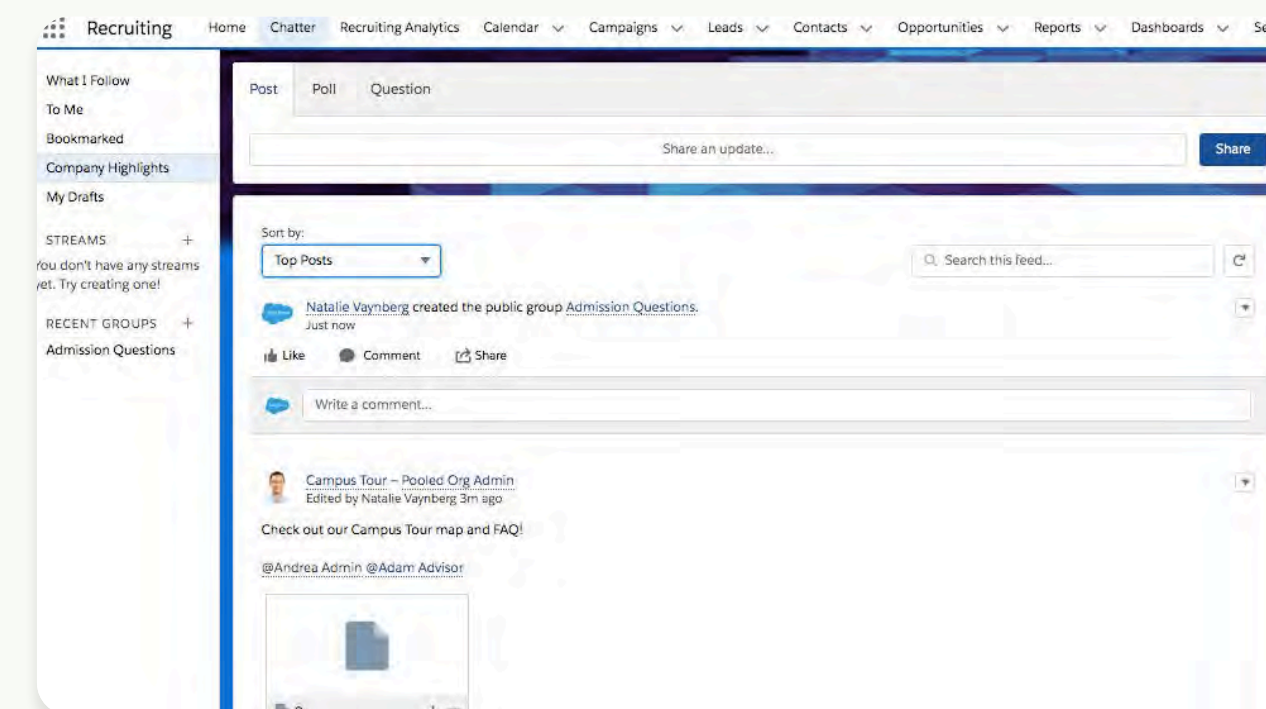 Recruiting
Home Chatter Recruiting Analytics Calendar Campaigns Leads Contacts Opportunities Reports Dashboards
What I Follow
To Me
Bookmarked
Company Highlights
My Drafts
STREAMS +
You don't have any streams
yet. Try creating one!
RECENT GROUPS +
Admission Questions
Post Poll Question
Share an update...
Share
Sort by:
Top Posts
Search this feed...
Natalie Vaynberg created the public group Admission Questions.
Just now
Like Comment Share
Write a comment...
Campus Tour – Pooled Org Admin
Edited by Natalie Vaynberg 3m ago
Check out our Campus Tour map and FAQ!
@Andrea Admin @Adam Advisor